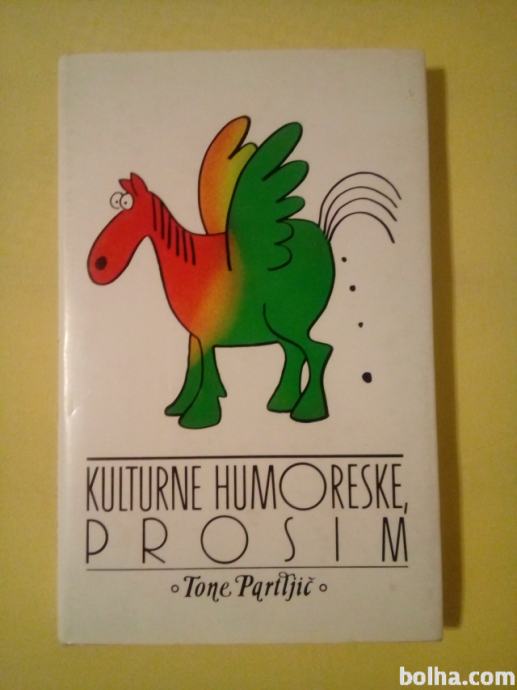 KULTURNE HUMORESKE,
PROSIM
Tone Partljič
bolha.com